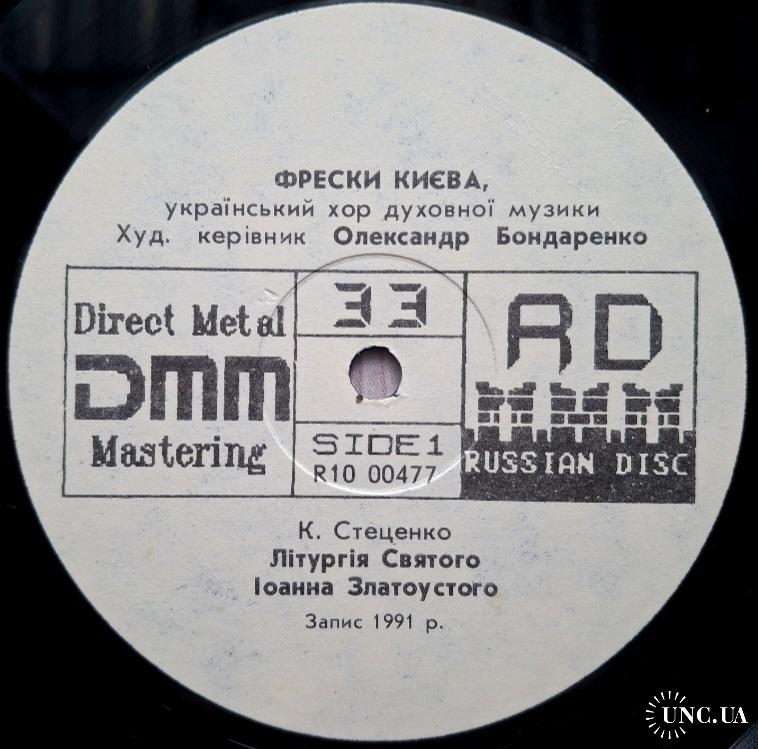 ФРЕСКИ КИЄВА,
український хор духовної музики
Худ. керівник Олександр Бондаренко
Direct Metal
DMM
Mastering
33
SIDE 1
R10 00477
RD
RUSSIAN DISC
К. Стеценко
Літургія Святого
Іоанна Златоустого
Запис 1991 р.
UNC.UA